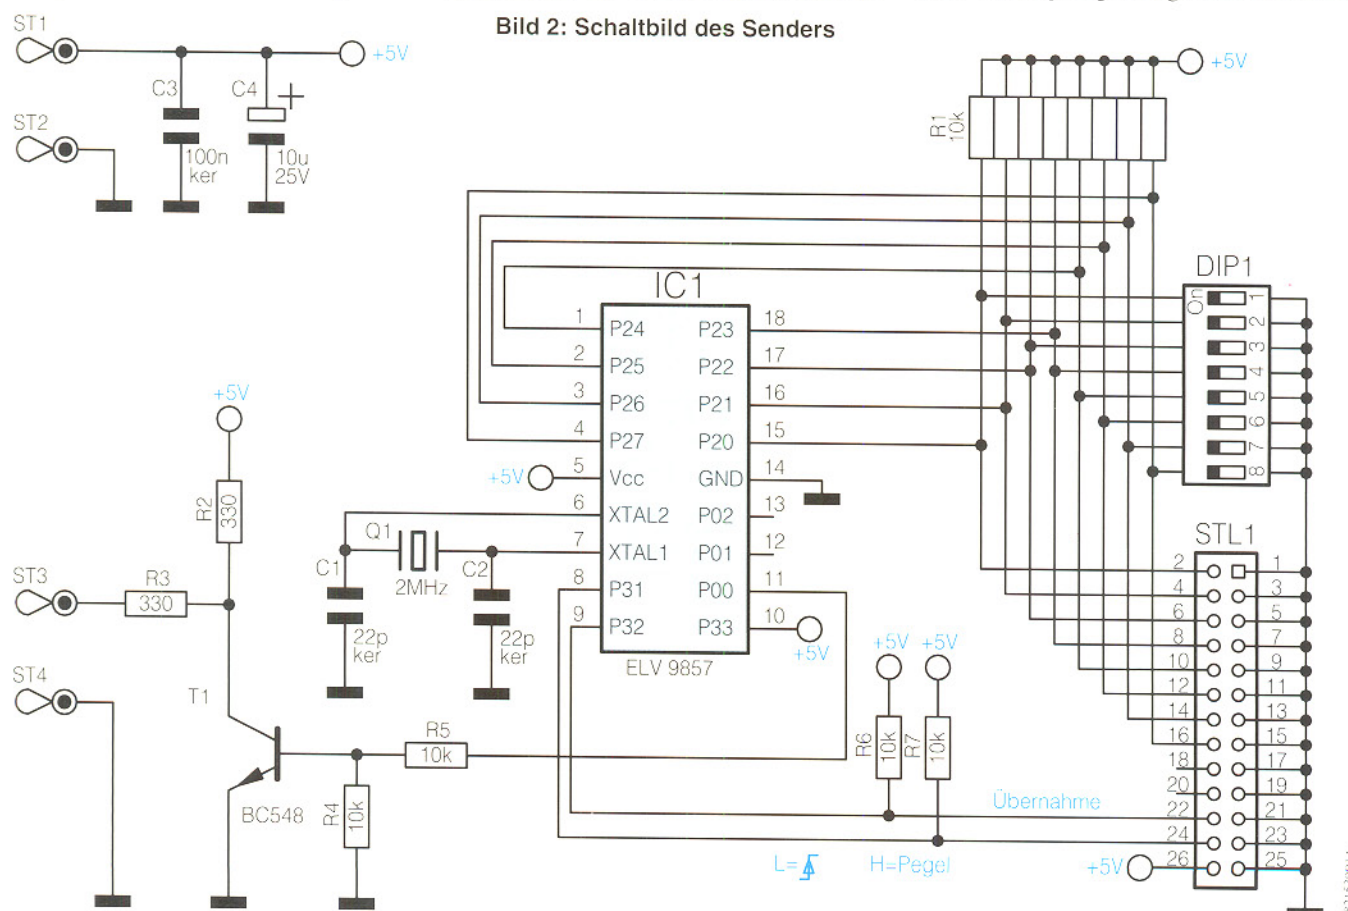 Bild 2: Schaltbild des Senders
ST1
+5V
C3
C4
+
100n
ker
10u
25V
ST2
+5V
R1
10k
DIP1
On
1
2
3
4
5
6
7
8
IC1
1 P24 P23 18
2 P25 P22 17
3 P26 P21 16
4 P27 P20 15
+5V 5 Vcc GND 14
6 XTAL2 P02 13
7 XTAL1 P01 12
8 P31 P00 11
9 P32 P33 10
+5V
ELV 9857
+5V
R2
330
ST3
R3
330
ST4
T1
BC548
Q1
2MHz
C1
22p
ker
C2
22p
ker
R5
10k
R4
10k
+5V +5V
R6
10k
R7
10k
Übernahme
L= H=Pegel
+5V
STL1
2 1
4 3
6 5
8 7
10 9
12 11
14 13
16 15
18 17
20 19
22 21
24 23
26 25